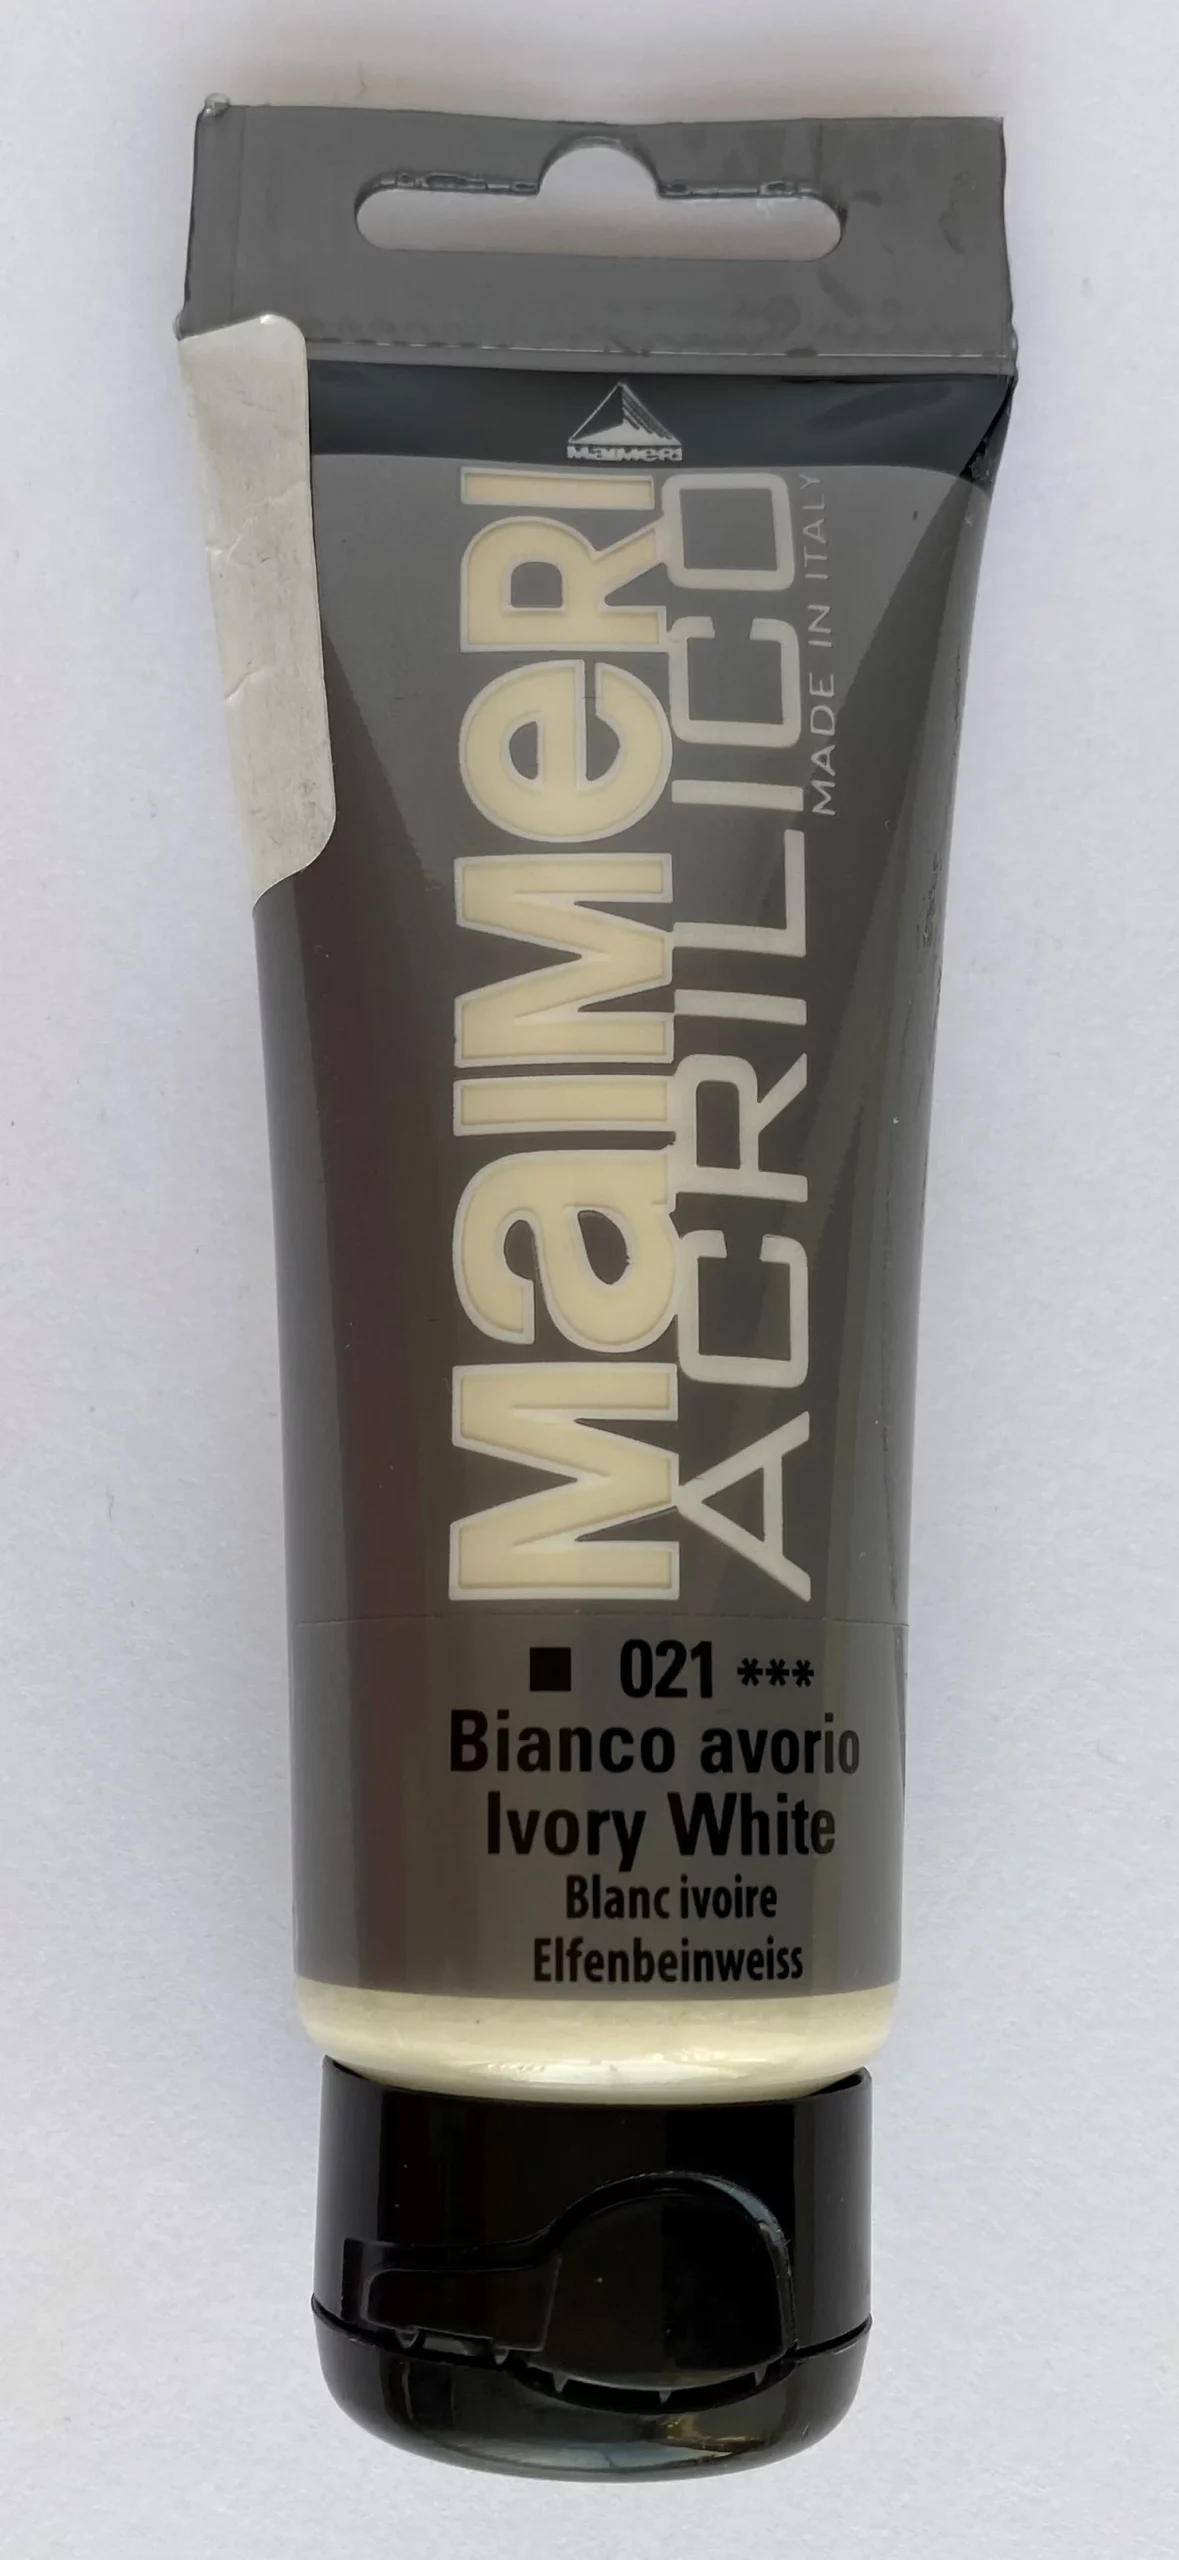 MaIMeRI
MaIMeRI
ACRILICO
MADE IN ITALY
■ 021 ***
Bianco avorio
Ivory White
Blanc ivoire
Elfenbeinweiss